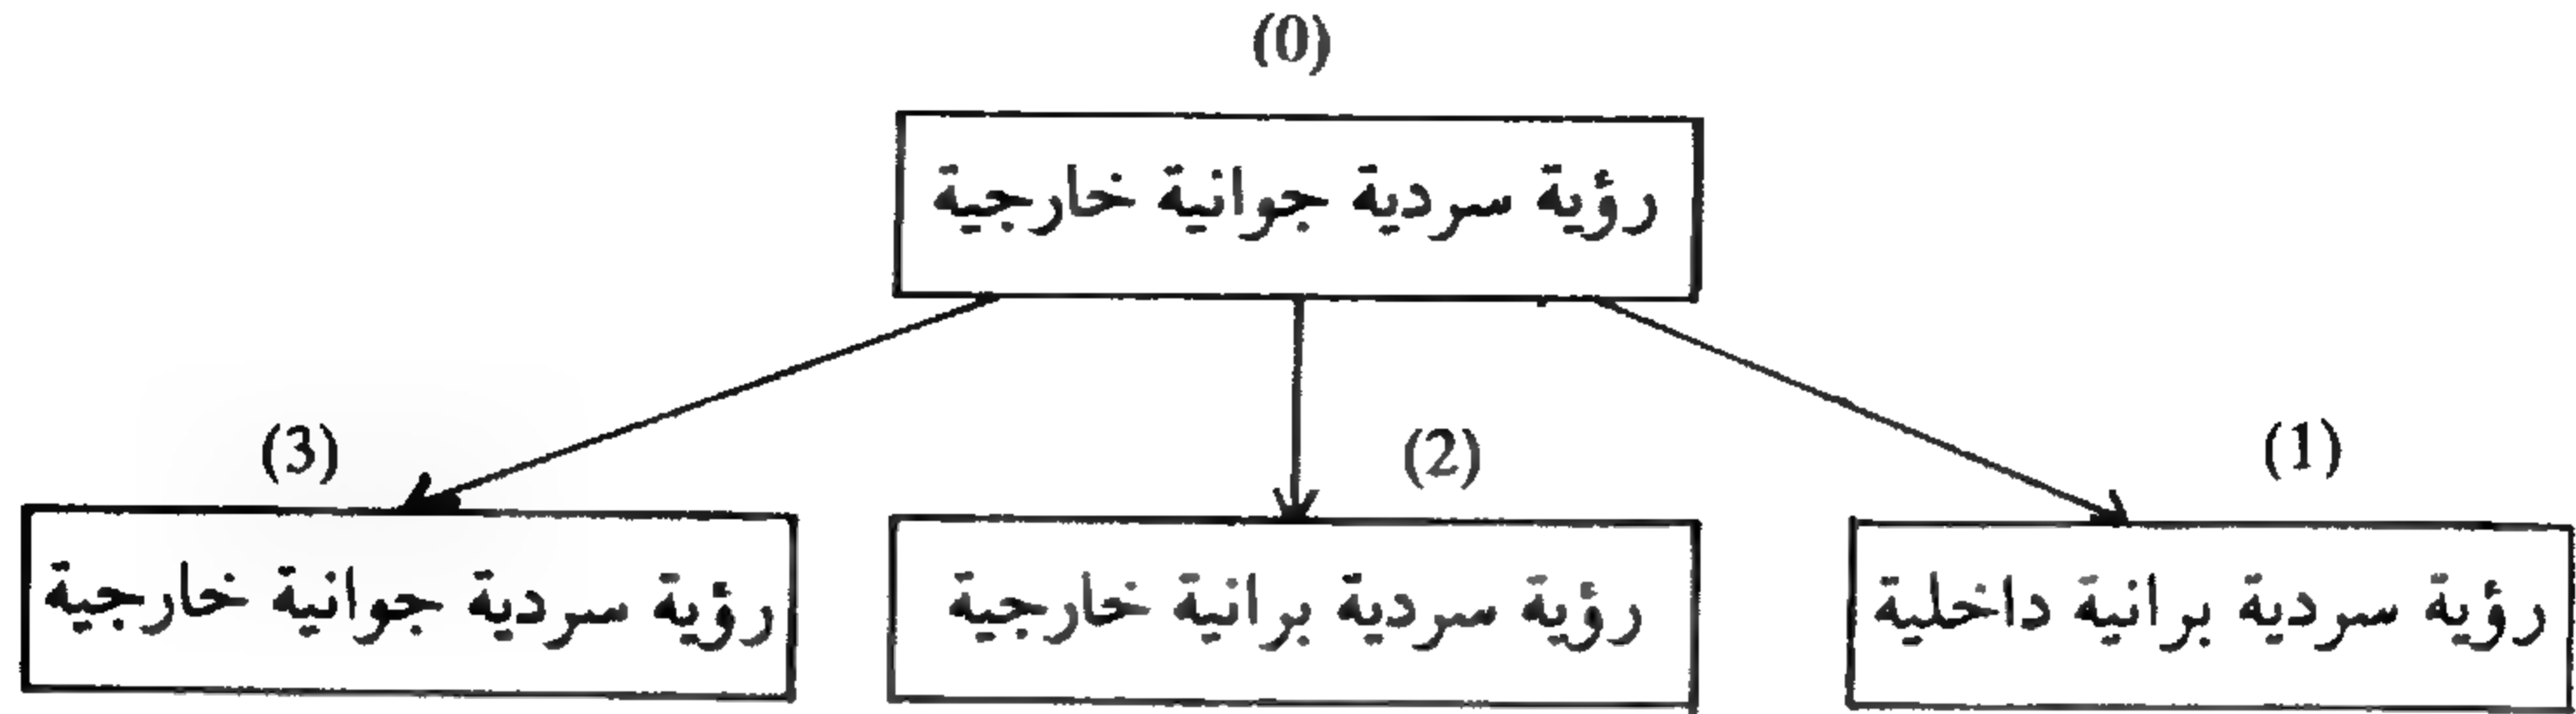 (0)
رؤية سردية جوانية خارجية
(1)
(2)
(3)
رؤية سردية برانية داخلية
رؤية سردية برانية خارجية
رؤية سردية جوانية خارجية